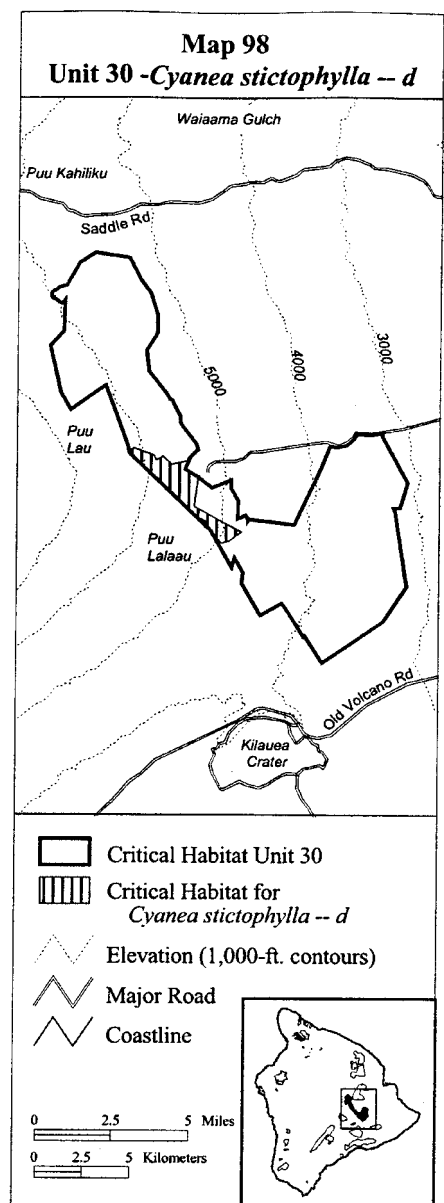 Map 98
Unit 30 -Cyanea stictophylla -- d
Waiaama Gulch
Puu Kahiliku
Saddle Rd
5000
4000
3000
Puu
Lau
Puu
Lalaau
Old Volcano Rd
Kilauea
Crater
Critical Habitat Unit 30
Critical Habitat for
Cyanea stictophylla -- d
Elevation (1,000-ft. contours)
Major Road
Coastline
0 2.5 5 Miles
0 2.5 5 Kilometers